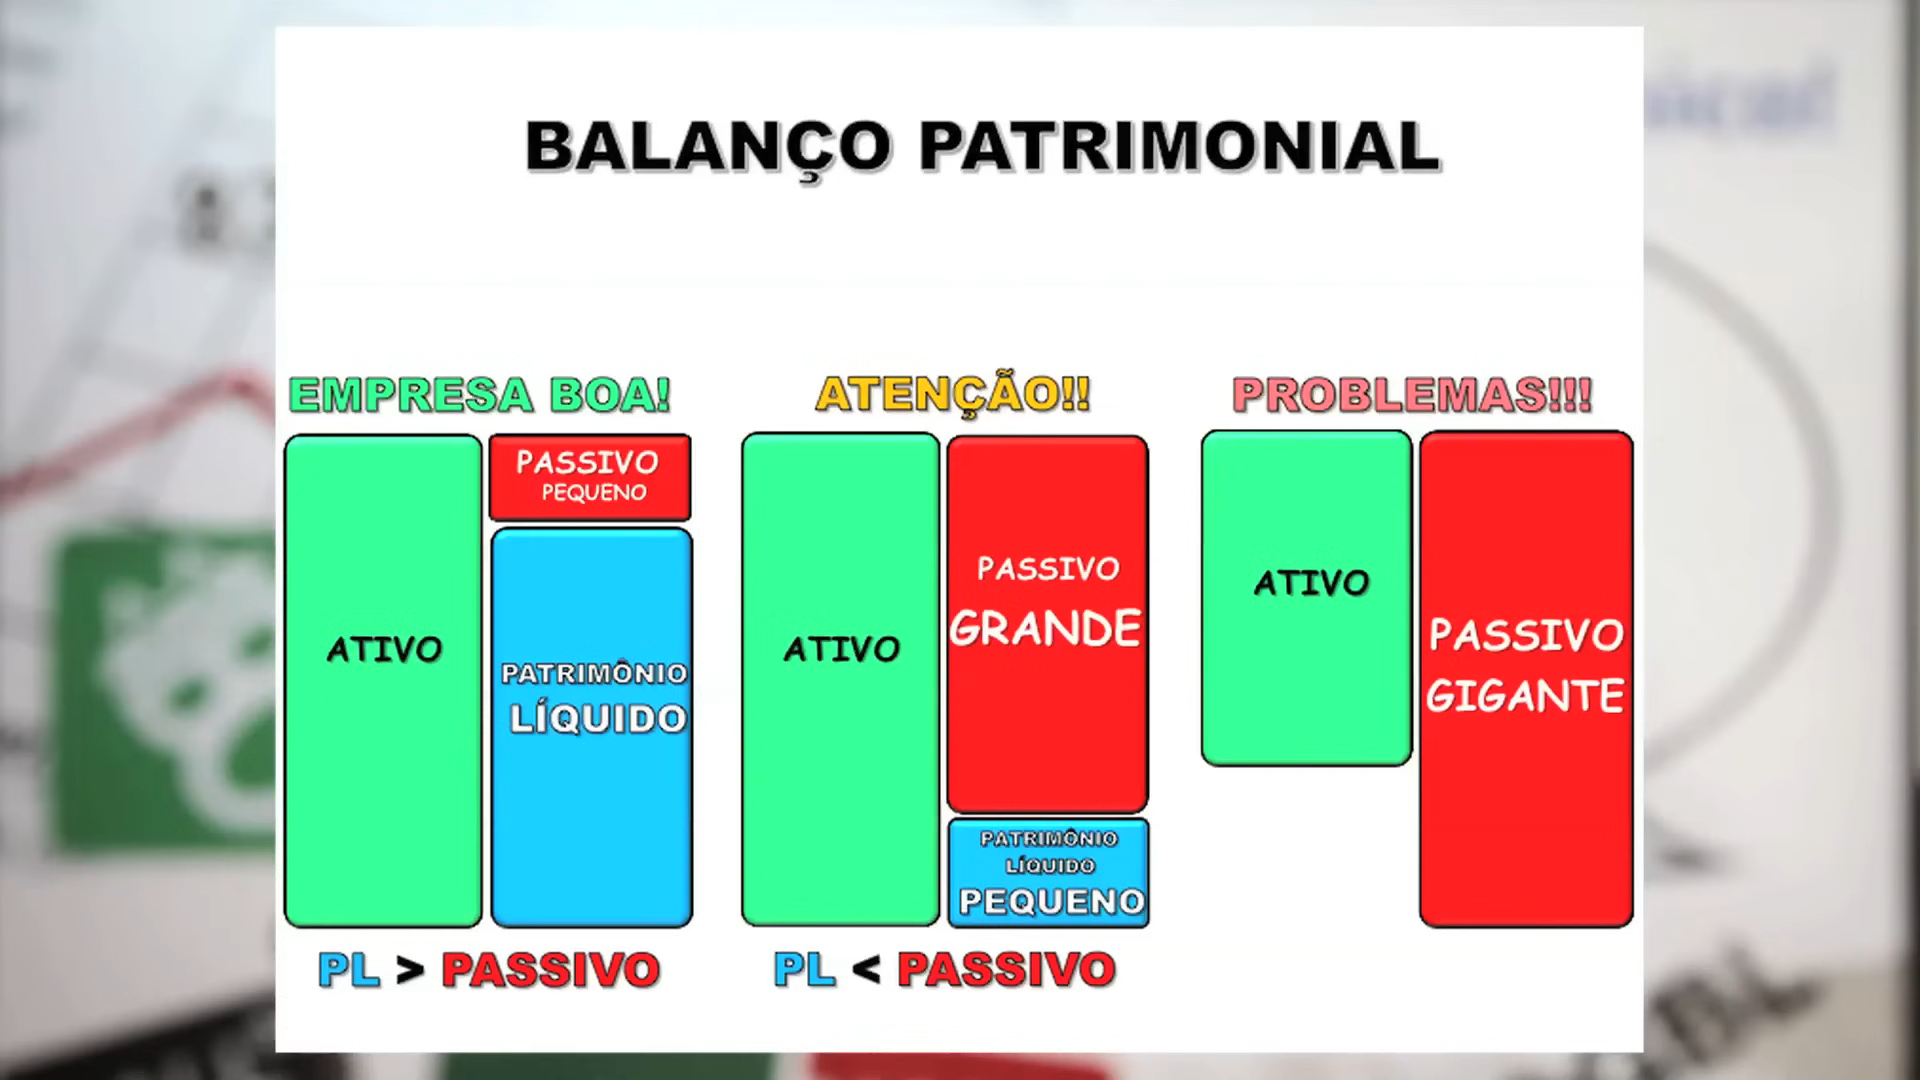 BALANÇO PATRIMONIAL
EMPRESA BOA!
ATIVO
PASSIVO
PEQUENO
PATRIMÔNIO
LÍQUIDO
PL > PASSIVO
ATENÇÃO!!
ATIVO
PASSIVO
GRANDE
PATRIMÔNIO
LÍQUIDO
PEQUENO
PL < PASSIVO
PROBLEMAS!!!
ATIVO
PASSIVO
GIGANTE